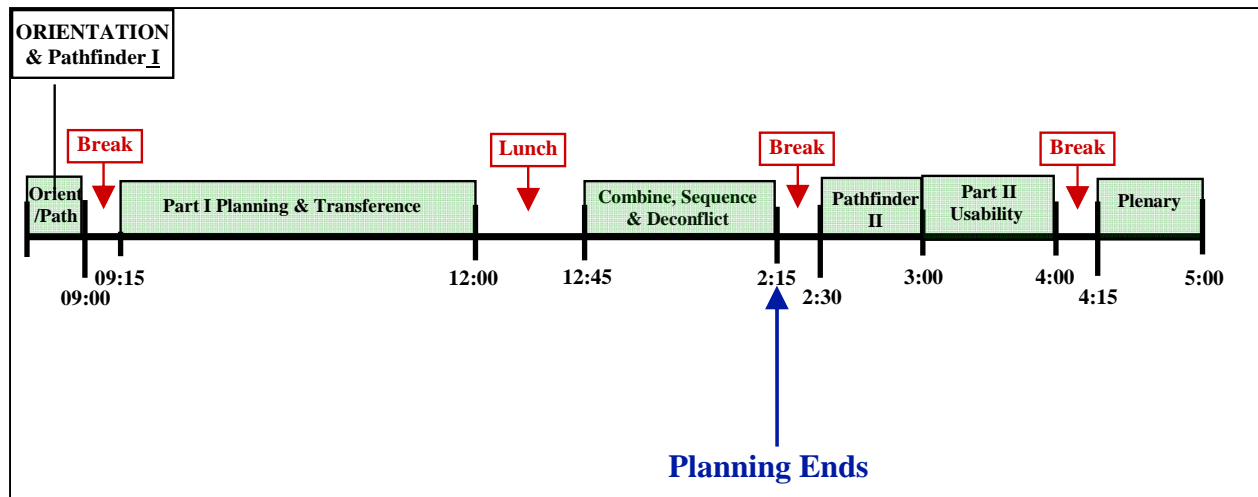 ORIENTATION
& Pathfinder I
Break
Lunch
Break
Break
Orient
/Path
Part I Planning & Transference
Combine, Sequence
& Deconflict
Pathfinder
II
Part II
Usability
Plenary
09:00
09:15
12:00
12:45
2:15
2:30
3:00
4:00
4:15
5:00
Planning Ends